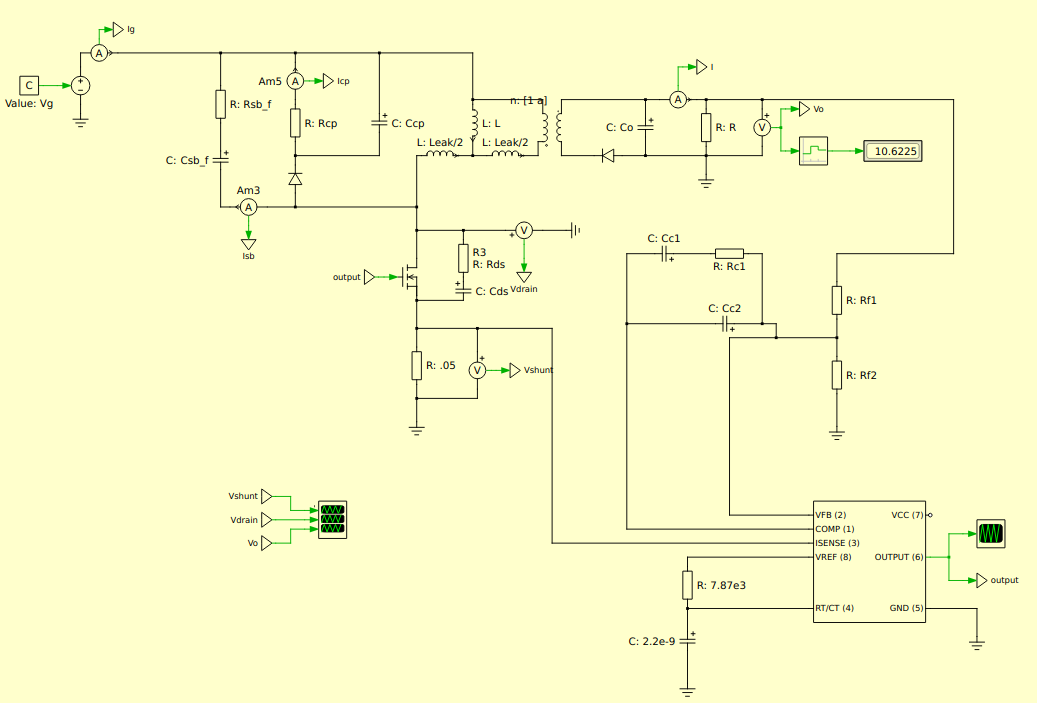 Ig
A
C
Value: Vg
Am5
A
Icp
R: Rsb_f
R: Rcp
C: Ccp
C: Csb_f
Am3
A
Isb
n: [1 a]
L: L
L: Leak/2
L: Leak/2
I
A
C: Co
R: R
V
Vo
10.6225
V
Vdrain
R3
R: Rds
C: Cds
output
R: .05
V
Vshunt
C: Cc1
R: Rc1
C: Cc2
R: Rf1
R: Rf2
Vshunt
Vdrain
Vo
VFB (2)
COMP (1)
ISENSE (3)
VREF (8)
RT/CT (4)
VCC (7)
OUTPUT (6)
GND (5)
output
R: 7.87e3
C: 2.2e-9